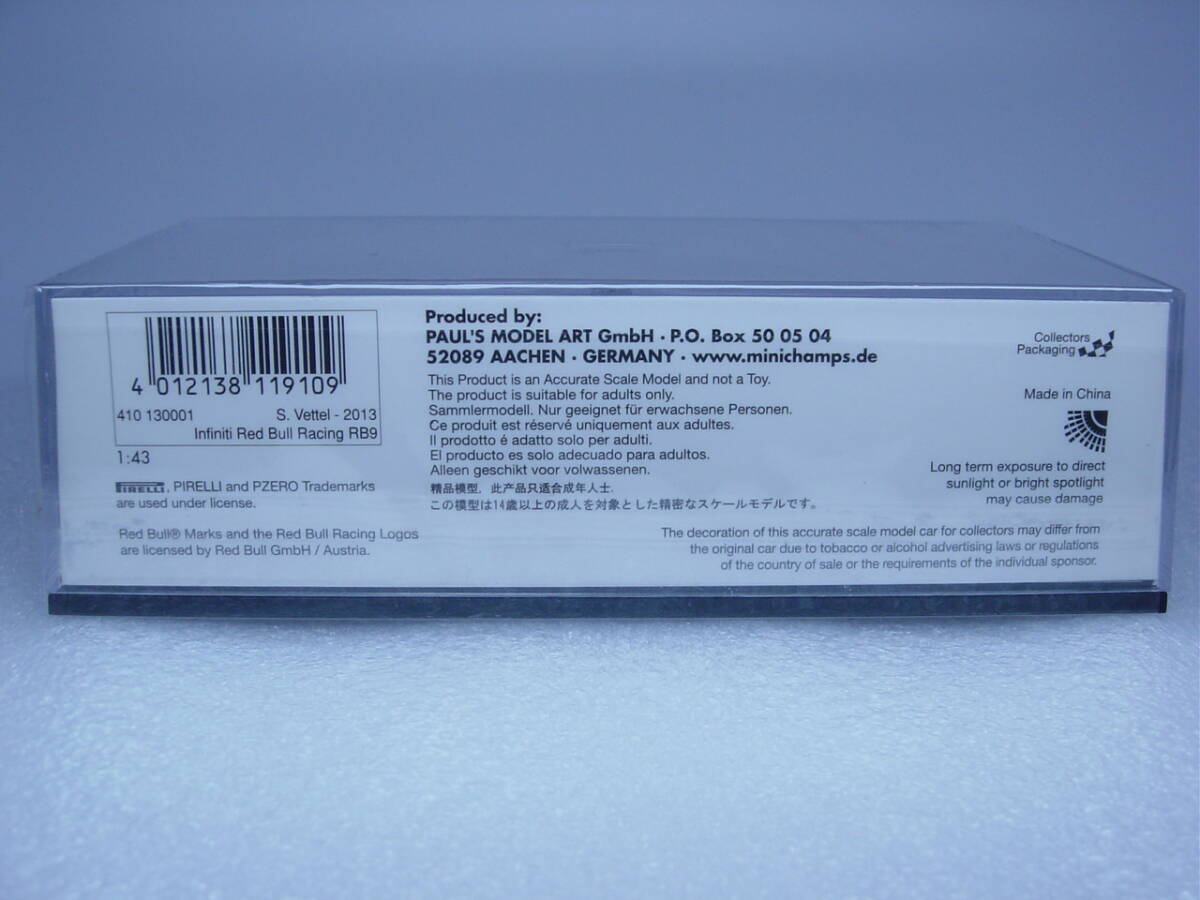 4 012138 119109
410 130001 S. Vettel - 2013
Infiniti Red Bull Racing RB9
1:43
PIRELLI, PIRELLI and PZERO Trademarks
are used under license.
Red Bull® Marks and the Red Bull Racing Logos
are licensed by Red Bull GmbH / Austria.
Produced by:
PAUL'S MODEL ART GmbH · P.O. Box 50 05 04
52089 AACHEN · GERMANY · www.minichamps.de
This Product is an Accurate Scale Model and not a Toy.
The product is suitable for adults only.
Sammlermodell. Nur geeignet für erwachsene Personen.
Ce produit est réservé uniquement aux adultes.
Il prodotto é adatto solo per adulti.
El producto es solo adecuado para adultos.
Alleen geschikt voor volwassenen.
精品模型，此产品只适合成年人士.
この模型は14歳以上の成人を対象とした精密なスケールモデルです。
Collectors
Packaging
Made in China
Long term exposure to direct
sunlight or bright spotlight
may cause damage
The decoration of this accurate scale model car for collectors may differ from
the original car due to tobacco or alcohol advertising laws or regulations
of the country of sale or the requirements of the individual sponsor.